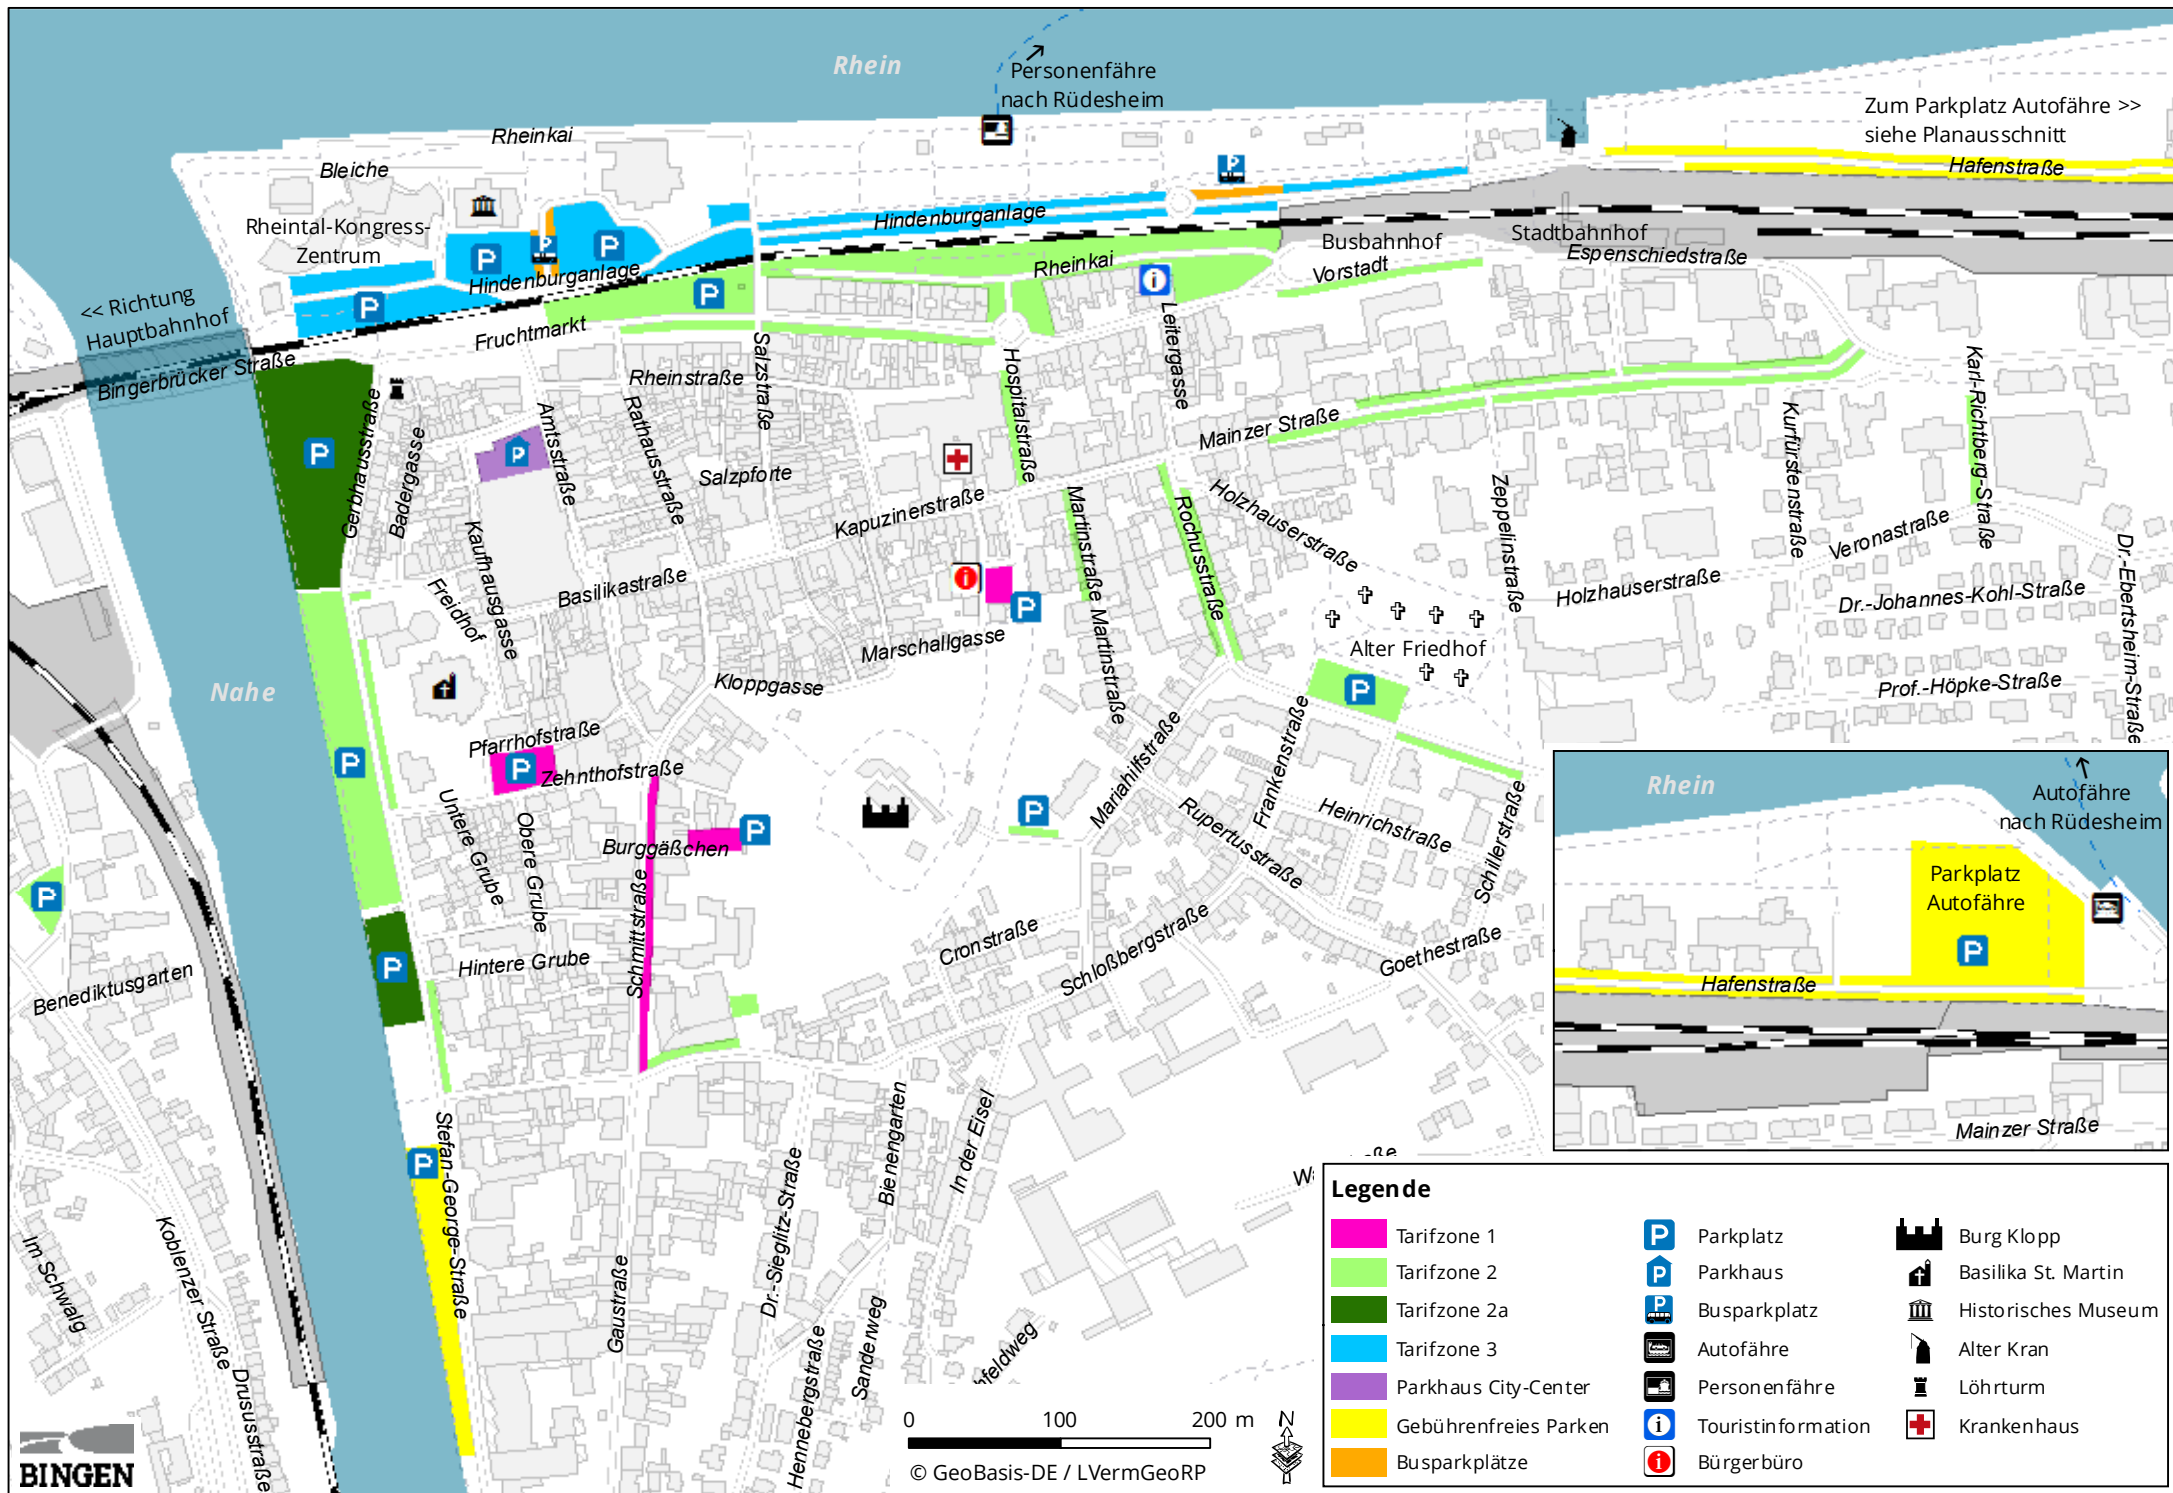 Rhein
Personenfähre
nach Rüdesheim
Zum Parkplatz Autofähre >>
siehe Planausschnitt
Rheinkai
Bleiche
Hafenstraße
Rheintal-Kongress-
Zentrum
Hindenburganlage
Hindenburganlage
Busbahnhof
Stadtbahnhof
Vorstadt
Espenschiedstraße
Rheinkai
<< Richtung
Hauptbahnhof
Fruchtmarkt
Bingerbrücker Straße
Leitergasse
Salzstraße
Hospitalstraße
Karl-Richtberg-Straße
Rheinstraße
Gerbhausstraße
Badergasse
Amtsstraße
Rathausstraße
Mainzer Straße
Kurfürstenstraße
Salzpforte
Kapuzinerstraße
Holzhauserstraße
Zeppelinstraße
Martinstraße
Martinstraße
Rochusstraße
Veronastraße
Kaufhausgasse
Freidhof
Basilikastraße
Holzhauserstraße
Dr.-Johannes-Kohl-Straße
Dr.-Ebertsheim-Straße
Marschallgasse
Alter Friedhof
Nahe
Kloppgasse
Prof.-Höpke-Straße
Pfarrhofstraße
Zehnthofstraße
Mariahilfstraße
Frankenstraße
Untere Grube
Obere Grube
Burggäßchen
Rupertusstraße
Heinrichstraße
Schillerstraße
Schmittstraße
Cronstraße
Schloßbergstraße
Goethestraße
Hintere Grube
Benediktusgarten
Stefan-George-Straße
Bienengarten
In der Eisel
Dr.-Sieglitz-Straße
Im Schwalg
Koblenzer Straße
Drususstraße
Gaustraße
Hennebergstraße
Sanderweg
hfeldweg
Rhein
Autofähre
nach Rüdesheim
Parkplatz
Autofähre
Hafenstraße
Mainzer Straße
Legende
Tarifzone 1
Tarifzone 2
Tarifzone 2a
Tarifzone 3
Parkhaus City-Center
Gebührenfreies Parken
Busparkplätze
Parkplatz
Parkhaus
Busparkplatz
Autofähre
Personenfähre
Touristinformation
Bürgerbüro
Burg Klopp
Basilika St. Martin
Historisches Museum
Alter Kran
Löhrturm
Krankenhaus
0 100 200 m
N
© GeoBasis-DE / LVermGeoRP
BINGEN